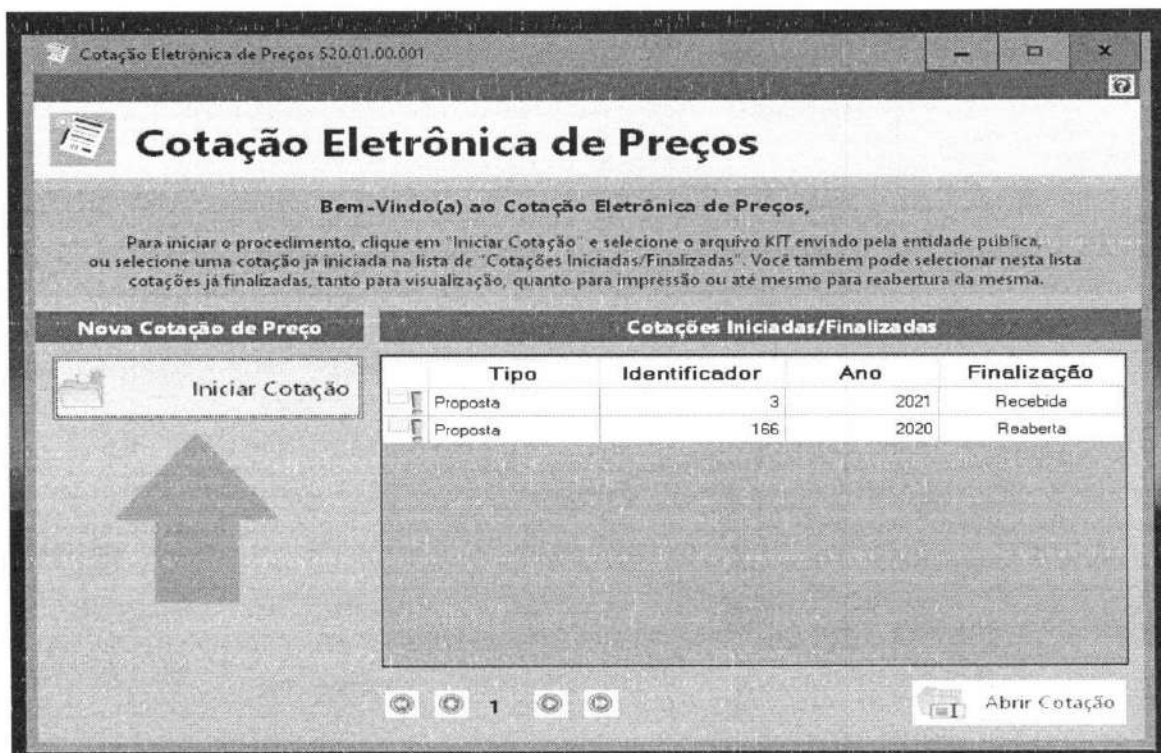 Cotação Eletrônica de Preços 520.01.00.001
Cotação Eletrônica de Preços
Bem-Vindo(a) ao Cotação Eletrônica de Preços,
Para iniciar o procedimento, clique em "Iniciar Cotação" e selecione o arquivo KIT enviado pela entidade pública,
ou selecione uma cotação já iniciada na lista de "Cotações Iniciadas/Finalizadas". Você também pode selecionar nesta lista
cotações já finalizadas, tanto para visualização, quanto para impressão ou até mesmo para reabertura da mesma.
Nova Cotação de Preço
Iniciar Cotação
Cotações Iniciadas/Finalizadas
Tipo Identificador Ano Finalização
Proposta 3 2021 Recebida
Proposta 166 2020 Reaberta
1
Abrir Cotação